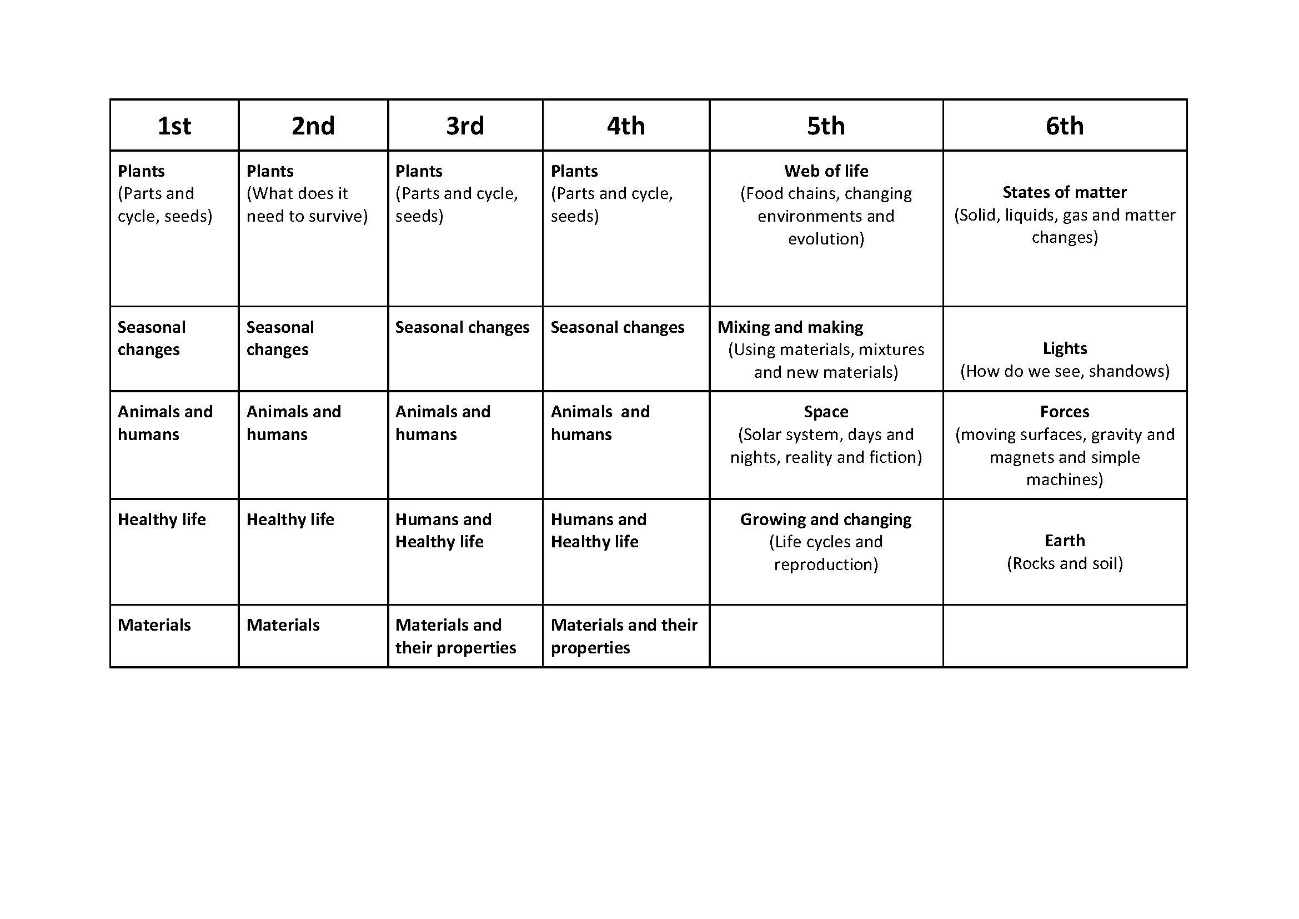 1st
2nd
3rd
4th
5th
6th
Plants
(Parts and
cycle, seeds)
Plants
(What does it
need to survive)
Plants
(Parts and cycle,
seeds)
Plants
(Parts and cycle,
seeds)
Web of life
(Food chains, changing
environments and
evolution)
States of matter
(Solid, liquids, gas and matter
changes)
Seasonal
changes
Seasonal
changes
Seasonal changes
Seasonal changes
Mixing and making
(Using materials, mixtures
and new materials)
Lights
(How do we see, shandows)
Animals and
humans
Animals and
humans
Animals and
humans
Animals  and
humans
Space
(Solar system, days and
nights, reality and fiction)
Forces
(moving surfaces, gravity and
magnets and simple
machines)
Healthy life
Healthy life
Humans and
Healthy life
Humans and
Healthy life
Growing and changing
(Life cycles and
reproduction)
Earth
(Rocks and soil)
Materials
Materials
Materials and
their properties
Materials and their
properties